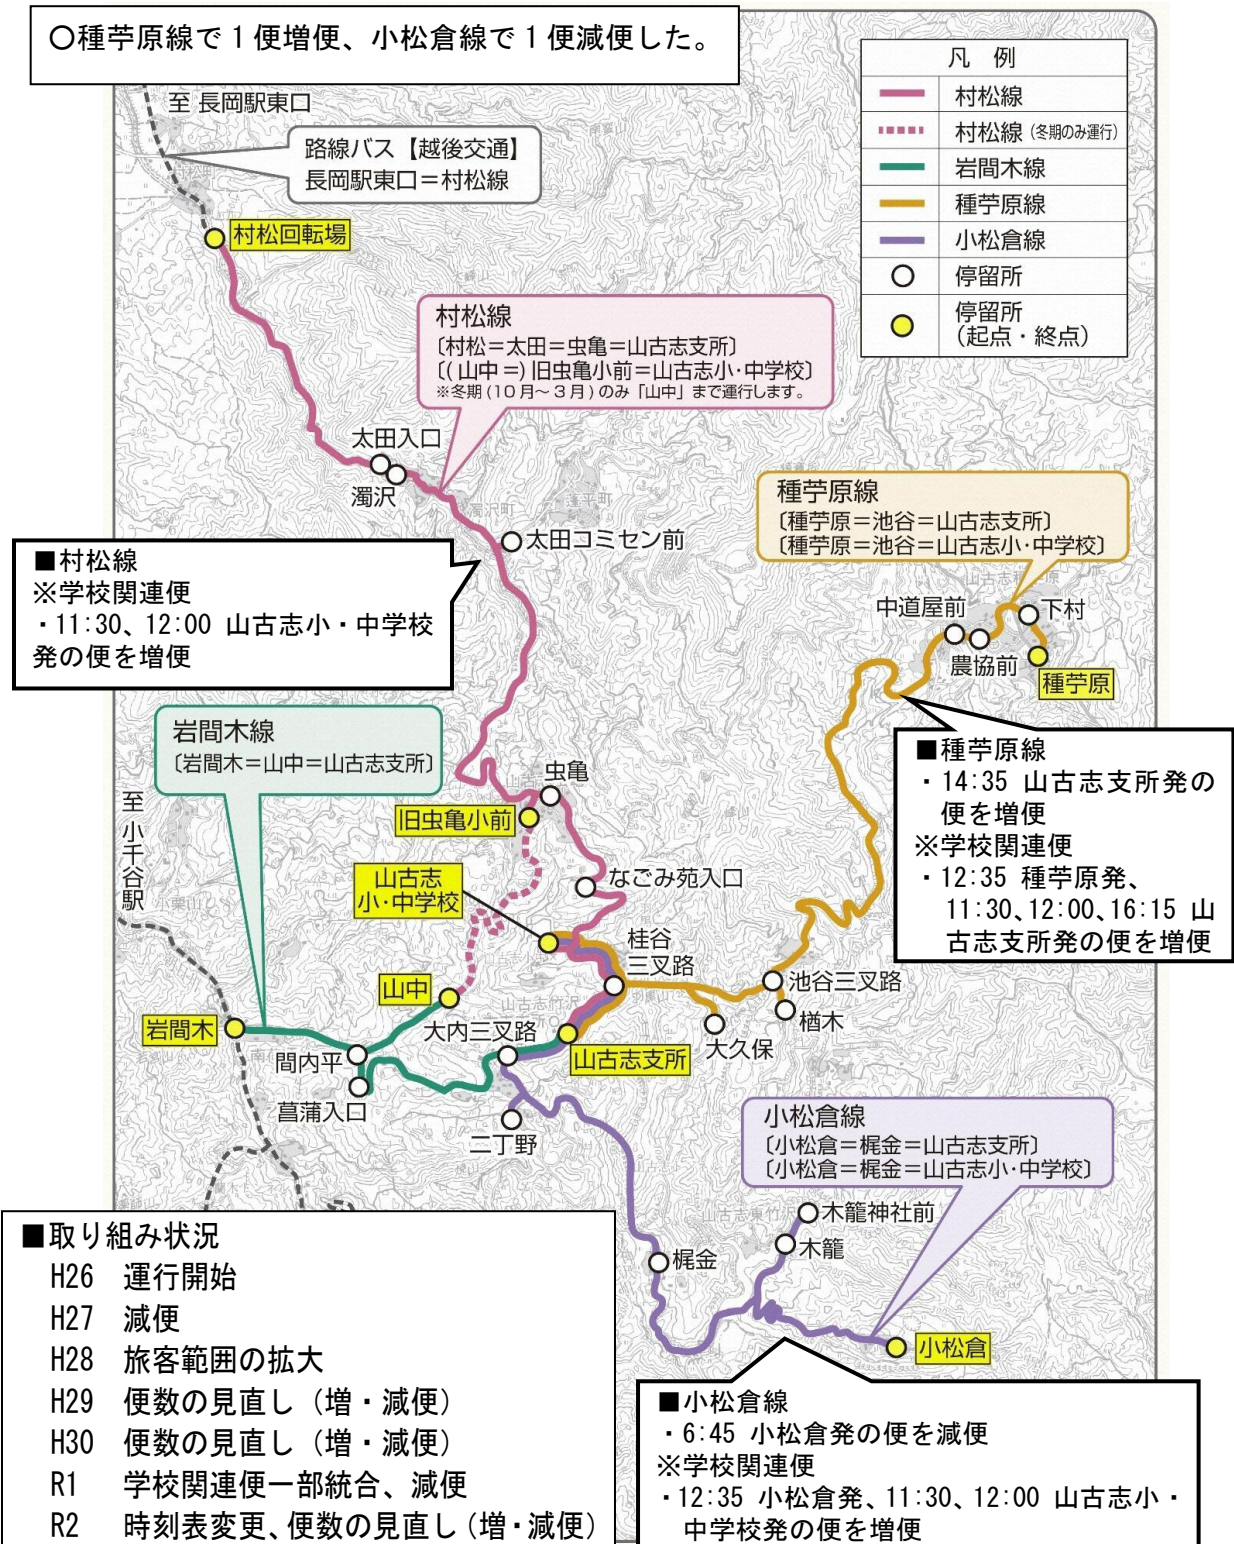 〇種苧原線で１便増便、小松倉線で１便減便した。
至 長岡駅東口
路線バス【越後交通】
長岡駅東口＝村松線
凡 例
村松線
村松線（冬期のみ運行）
岩間木線
種苧原線
小松倉線
停留所
停留所
（起点・終点）
村松回転場
村松線
〔村松＝太田＝虫亀＝山古志支所〕
〔（山中＝）旧虫亀小前＝山古志小・中学校〕
※冬期（10月～3月）のみ「山中」まで運行します。
太田入口
濁沢
濁沢町
蓬平町
太田コミセン前
種苧原線
〔種苧原＝池谷＝山古志支所〕
〔種苧原＝池谷＝山古志小・中学校〕
■村松線
※学校関連便
・11:30、12:00 山古志小・中学校
発の便を増便
中道屋前
下村
農協前
種苧原
岩間木線
〔岩間木＝山中＝山古志支所〕
■種苧原線
・14:35 山古志支所発の
便を増便
※学校関連便
・12:35 種苧原発、
11:30、12:00、16:15 山
古志支所発の便を増便
至 小千谷駅
虫亀
旧虫亀小前
なごみ苑入口
山古志
小・中学校
桂谷
三叉路
山中
池谷三叉路
楢木
大久保
岩間木
大内三叉路
山古志竹沢
山古志支所
間内平
菖蒲入口
二丁野
小松倉線
〔小松倉＝梶金＝山古志支所〕
〔小松倉＝梶金＝山古志小・中学校〕
山古志東竹沢
木籠神社前
木籠
梶金
小松倉
■取り組み状況
H26 運行開始
H27 減便
H28 旅客範囲の拡大
H29 便数の見直し（増・減便）
H30 便数の見直し（増・減便）
R1 学校関連便一部統合、減便
R2 時刻表変更、便数の見直し（増・減便）
■小松倉線
・6:45 小松倉発の便を減便
※学校関連便
・12:35 小松倉発、11:30、12:00 山古志小・
中学校発の便を増便